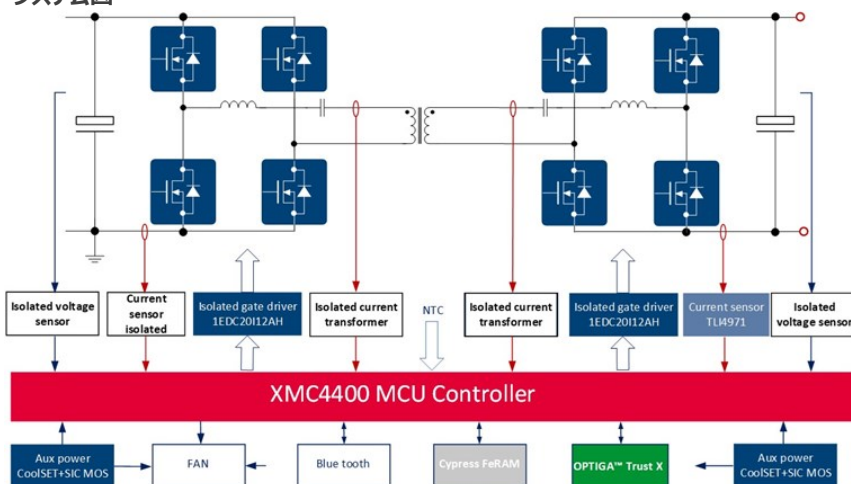 システム図
Isolated voltage
sensor
Current
sensor
isolated
Isolated gate driver
1EDC20I12AH
Isolated current
transformer
NTC
Isolated current
transformer
Isolated gate driver
1EDC20I12AH
Current sensor
TLI4971
Isolated
voltage sensor
XMC4400 MCU Controller
Aux power
CoolSET+SIC MOS
FAN
Blue tooth
Cypress FeRAM
OPTIGA™ Trust X
Aux power
CoolSET+SIC MOS